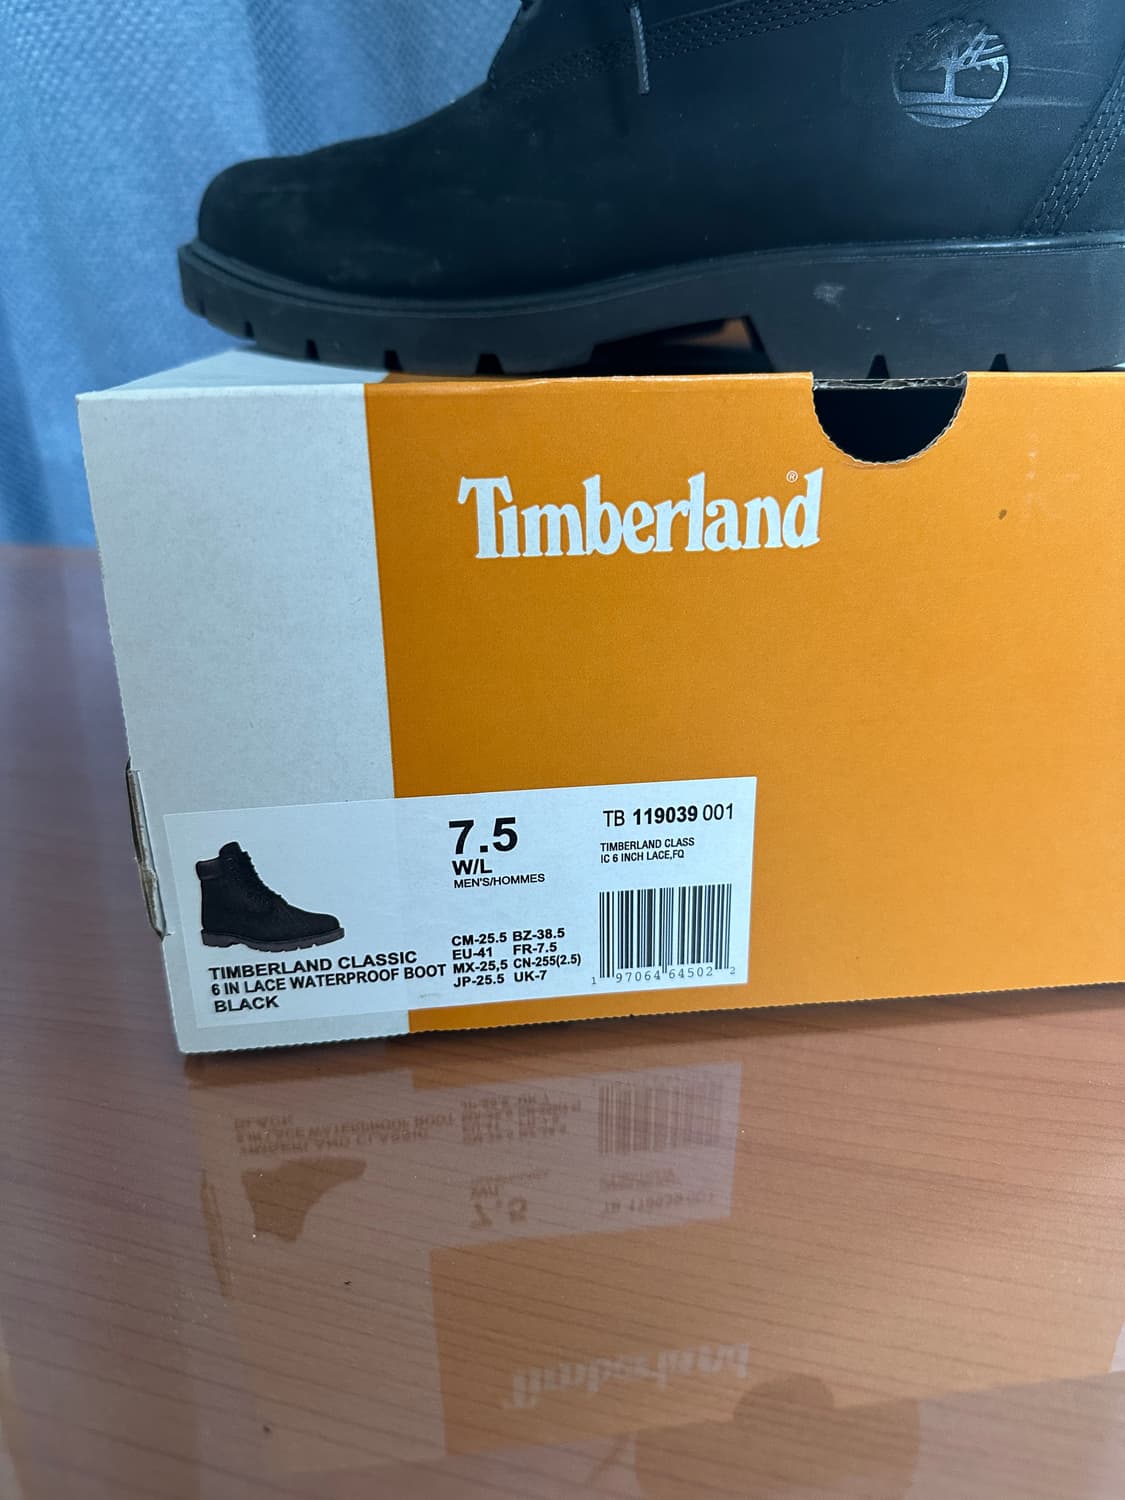 Timberland®
7.5
W/L
MEN'S/HOMMES
TB 119039 001
TIMBERLAND CLASS
IC 6 INCH LACE,FQ
TIMBERLAND CLASSIC
6 IN LACE WATERPROOF BOOT
BLACK
CM-25.5 BZ-38.5
EU-41 FR-7.5
MX-25,5 CN-255(2.5)
JP-25.5 UK-7
1 97064 64502 2